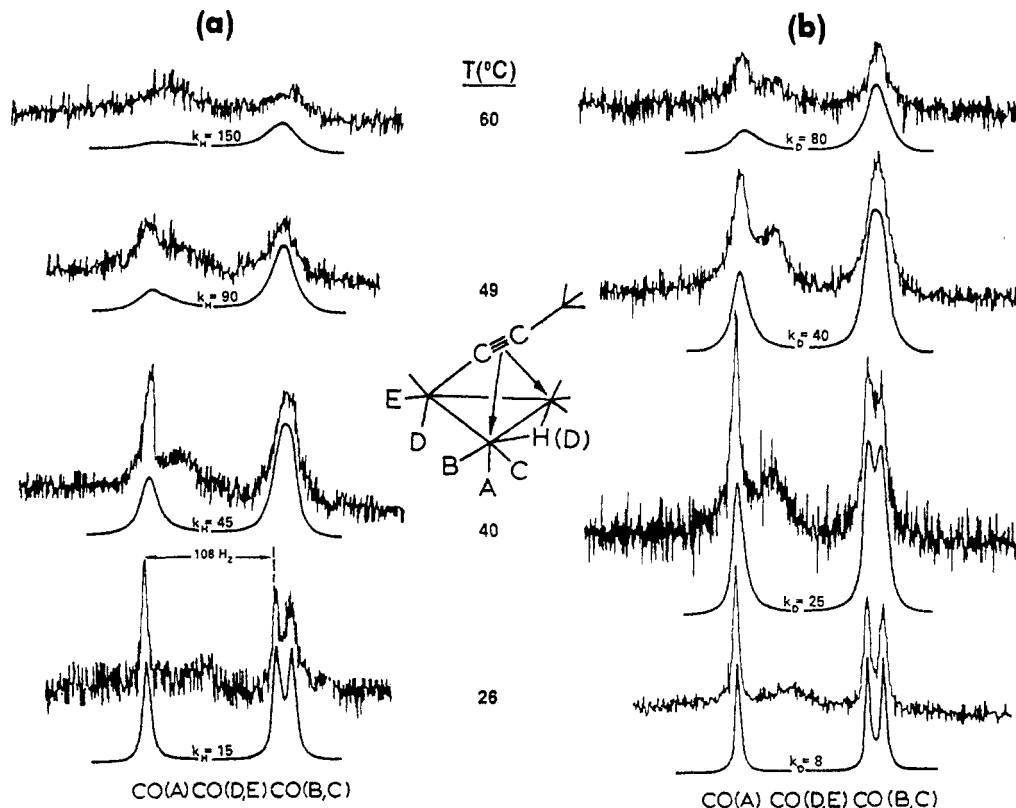 (a)
(b)
T(°C)
60
k_H = 150
k_D = 80
49
k_H = 90
k_D = 40
C≡C
E
D
H(D)
B
C
A
40
k_H = 45
k_D = 25
108 Hz
26
k_H = 15
k_D = 8
CO(A) CO(D,E) CO(B,C)
CO(A) CO(D,E) CO(B,C)